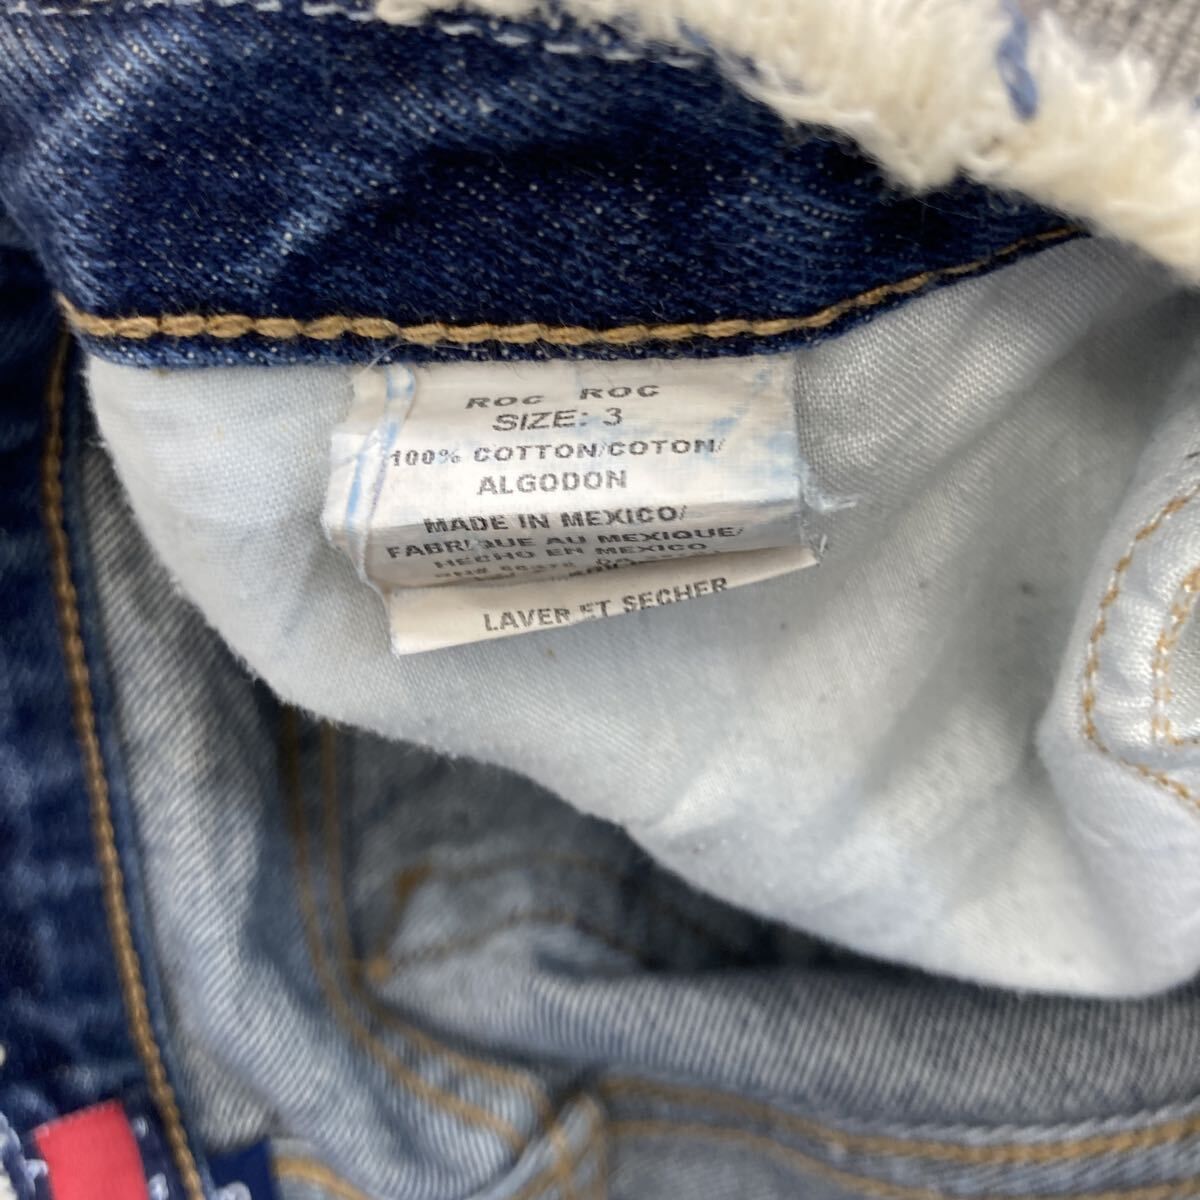 ROC ROC
SIZE: 3
100% COTTON/COTON/
ALGODON
MADE IN MEXICO/
FABRIQUE AU MEXIQUE/
HECHO EN MEXICO
LAVER ET SECHER